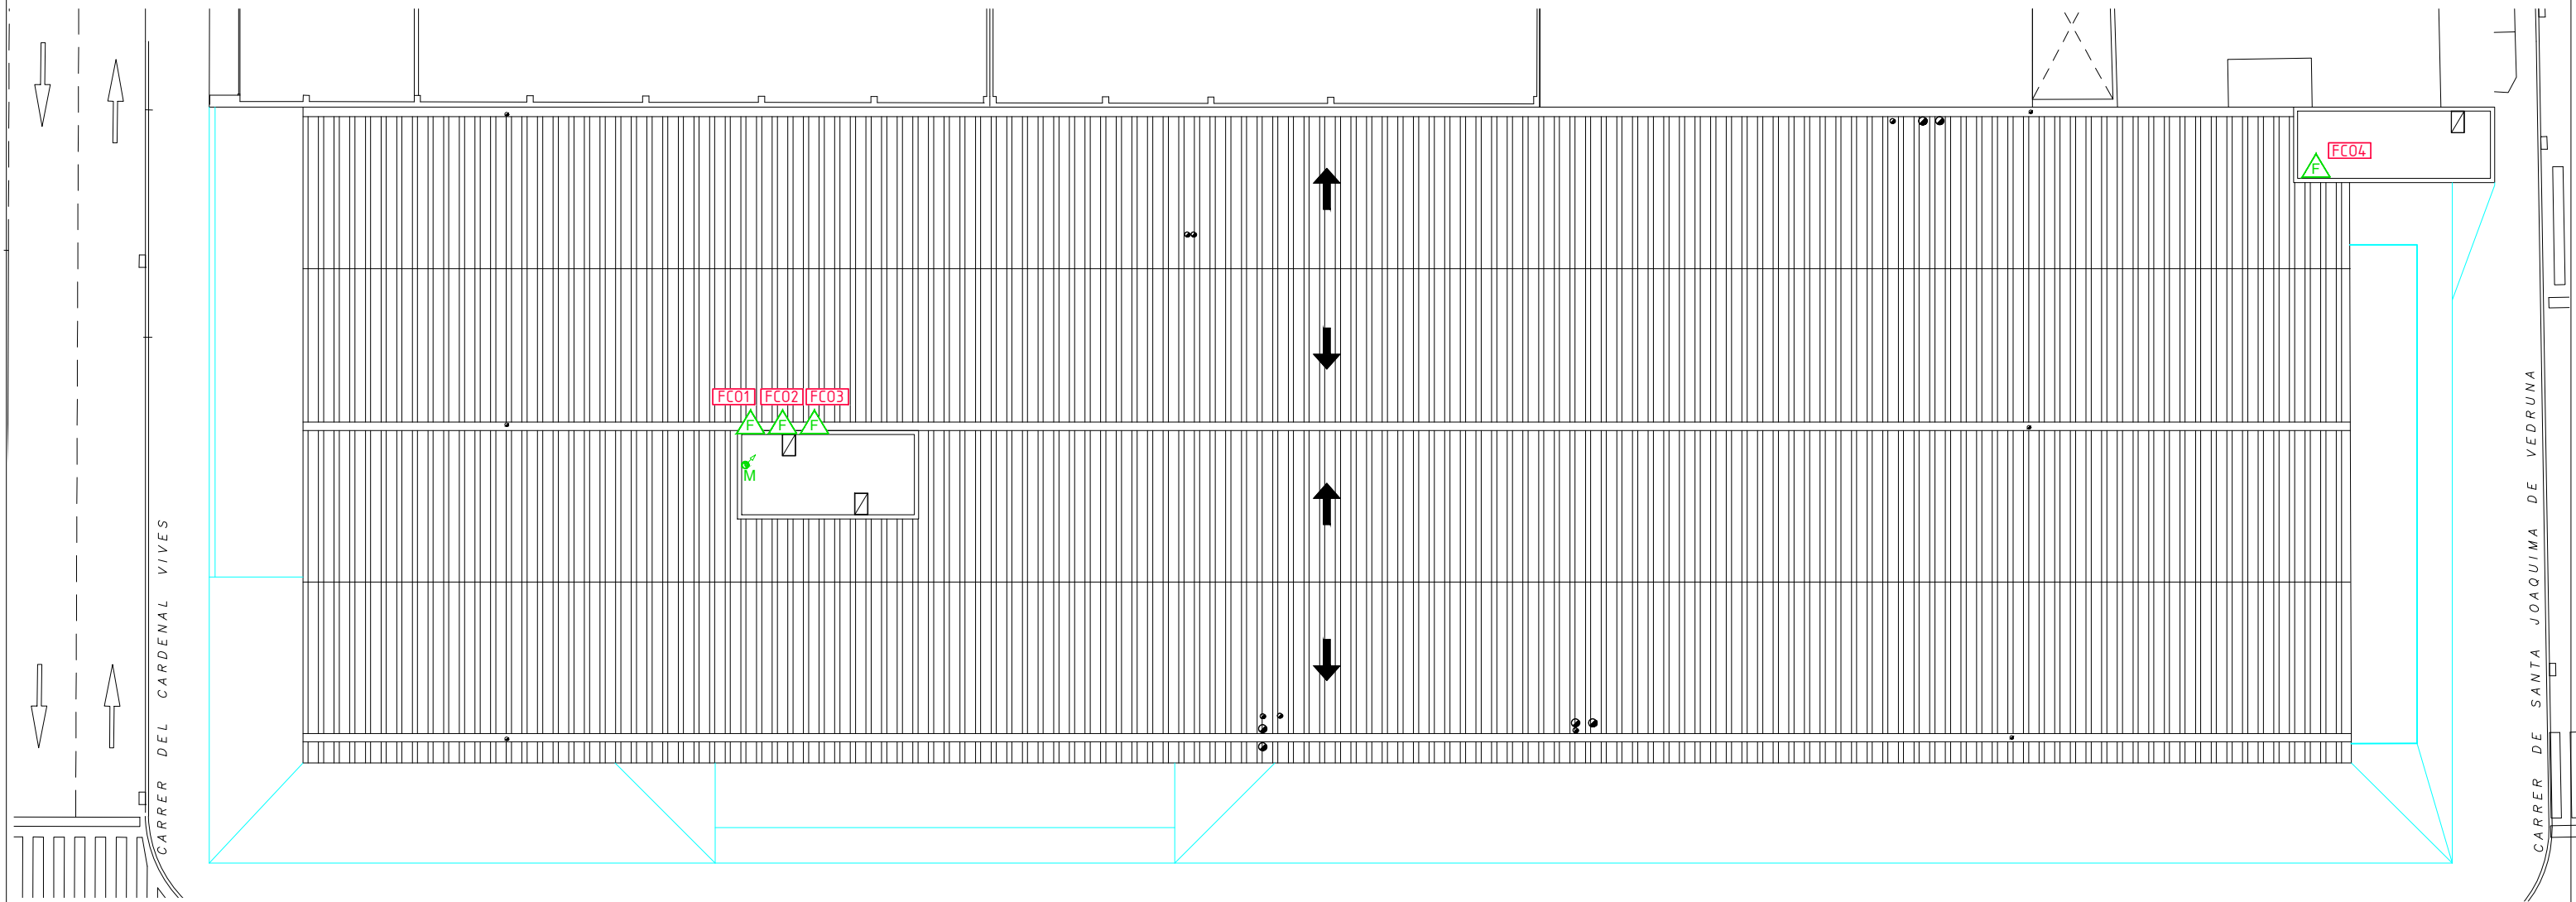 FC04
FC01 FC02 FC03
F
F F F
M
CARRER DEL CARDENAL VIVES
CARRER DE SANTA JOAQUIMA DE VEDRUNA